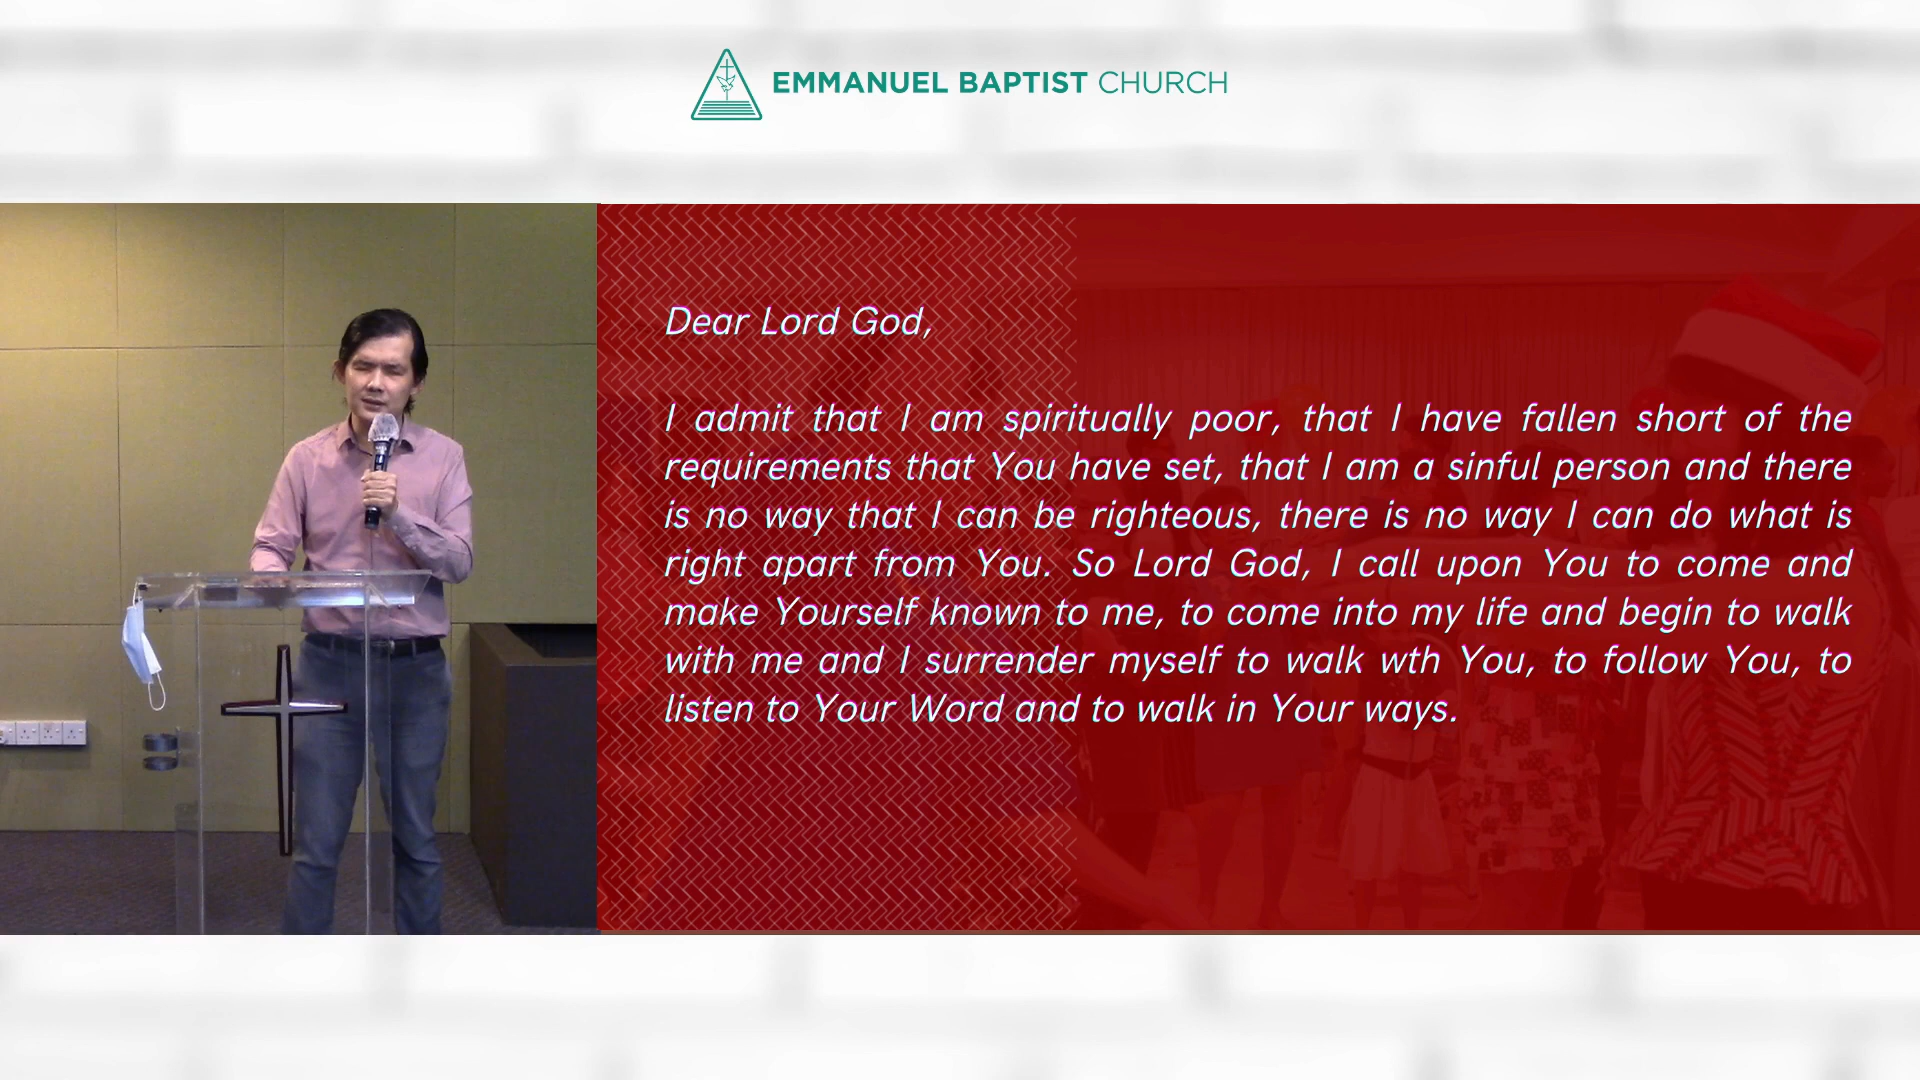 EMMANUEL BAPTIST CHURCH
Dear Lord God,
I admit that I am spiritually poor, that I have fallen short of the
requirements that You have set, that I am a sinful person and there
is no way that I can be righteous, there is no way I can do what is
right apart from You. So Lord God, I call upon You to come and
make Yourself known to me, to come into my life and begin to walk
with me and I surrender myself to walk wth You, to follow You, to
listen to Your Word and to walk in Your ways.